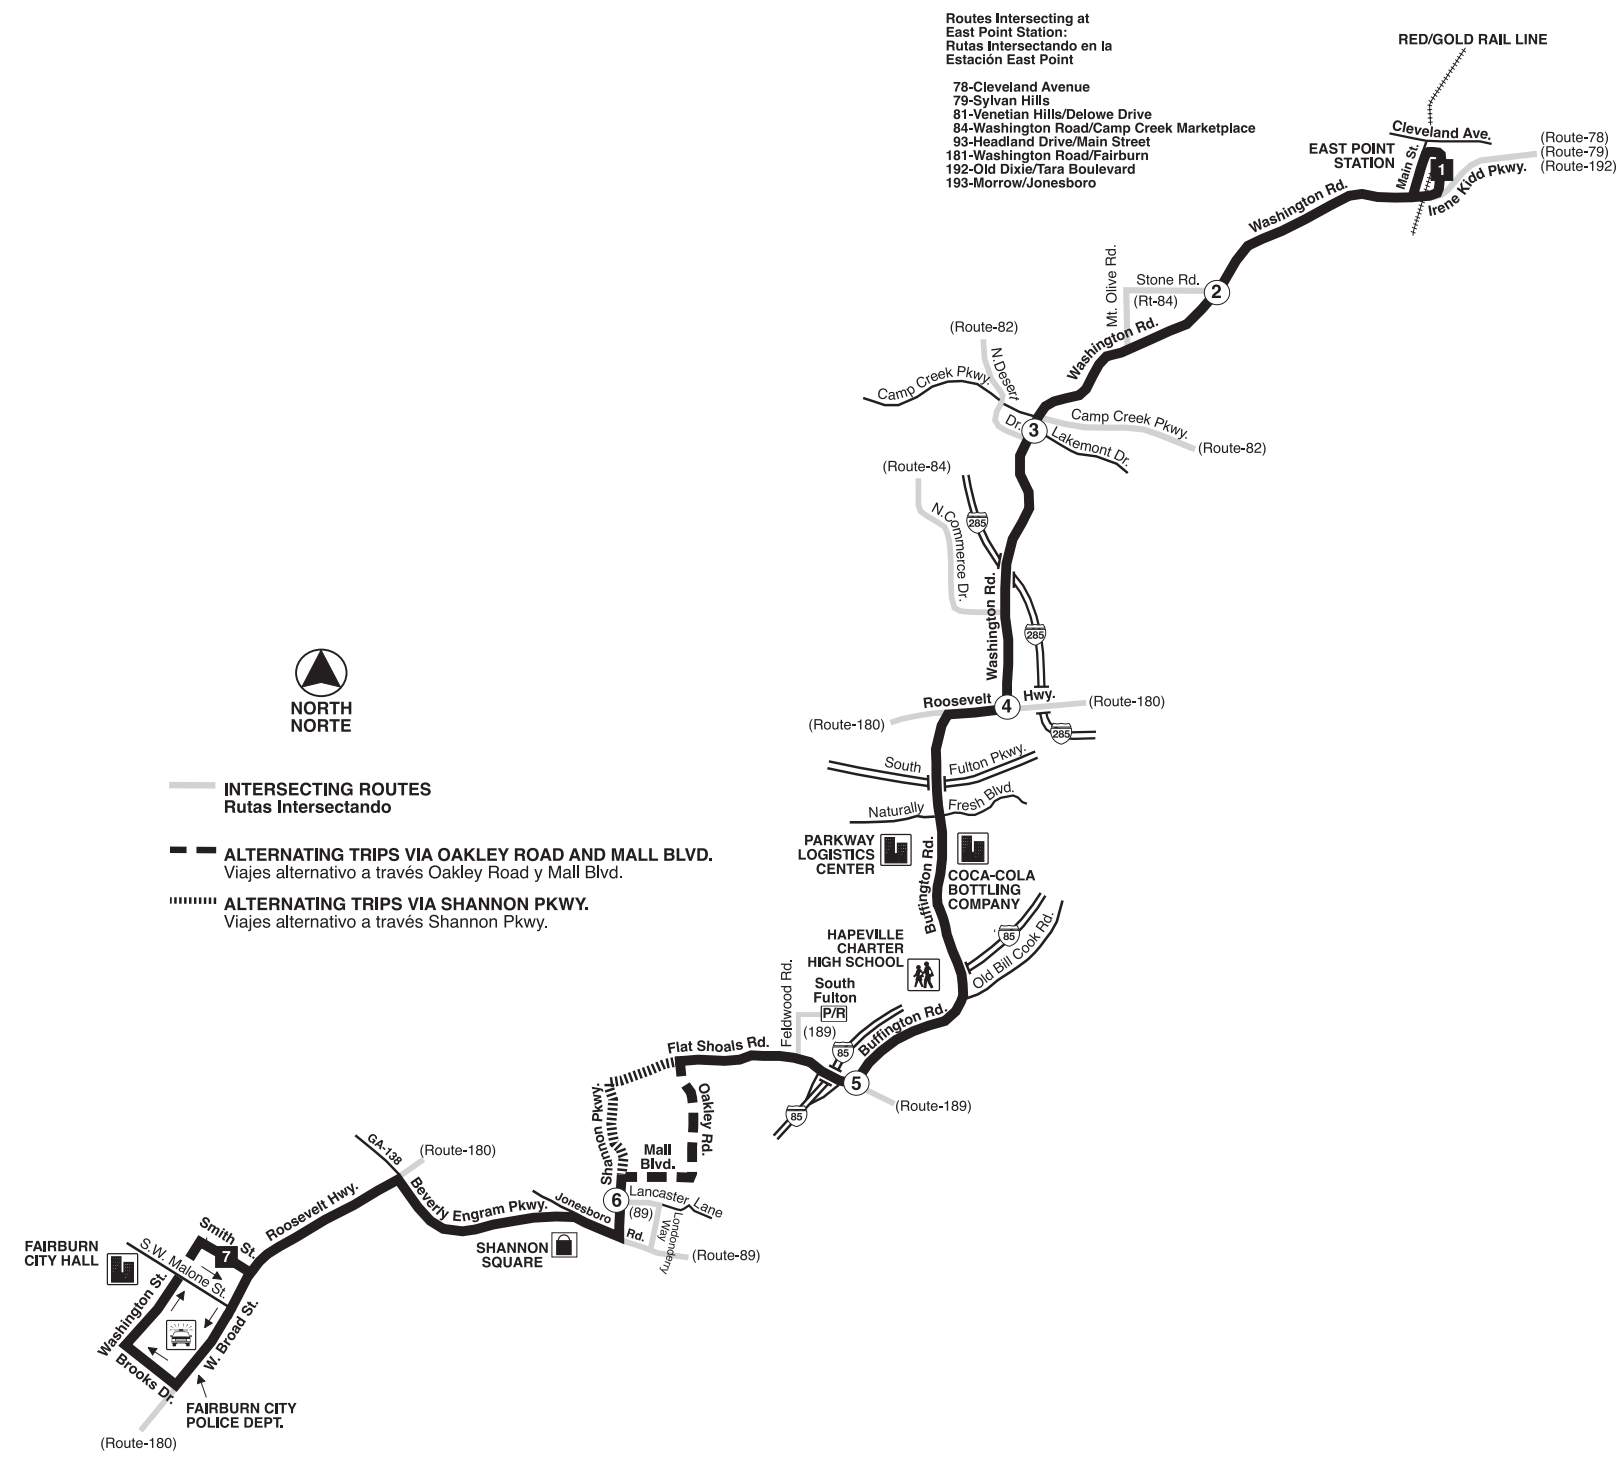 Routes Intersecting at
East Point Station:
Rutas Intersectando en la
Estación East Point
78-Cleveland Avenue
79-Sylvan Hills
81-Venetian Hills/Delowe Drive
84-Washington Road/Camp Creek Marketplace
93-Headland Drive/Main Street
181-Washington Road/Fairburn
192-Old Dixie/Tara Boulevard
193-Morrow/Jonesboro
RED/GOLD RAIL LINE
Cleveland Ave.
EAST POINT
STATION
Main St.
1
(Route-78)
(Route-79)
(Route-192)
Irene Kidd Pkwy.
Washington Rd.
Mt. Olive Rd.
Stone Rd.
(Rt-84)
2
Washington Rd.
(Route-82)
N.Desert
Dr.
Camp Creek Pkwy.
3
Camp Creek Pkwy.
(Route-82)
Lakemont Dr.
(Route-84)
N.Commerce Dr.
285
Washington Rd.
285
Roosevelt
4
Hwy.
(Route-180)
(Route-180)
285
South
Fulton Pkwy.
Naturally
Fresh Blvd.
PARKWAY
LOGISTICS
CENTER
Buffington Rd.
COCA-COLA
BOTTLING
COMPANY
HAPEVILLE
CHARTER
HIGH SCHOOL
85
Old Bill Cook Rd.
South
Fulton
P/R
Feldwood Rd.
(189)
85
Buffington Rd.
Flat Shoals Rd.
5
(Route-189)
85
Shannon Pkwy.
Oakley Rd.
Mall
Blvd.
6
Lancaster Lane
(89)
Londonderry
Way
Jonesboro
Rd.
(Route-89)
SHANNON
SQUARE
GA-138
(Route-180)
Beverly Engram Pkwy.
Roosevelt Hwy.
Smith St.
7
FAIRBURN
CITY HALL
S.W. Malone St.
Washington St.
W. Broad St.
Brooks Dr.
FAIRBURN CITY
POLICE DEPT.
(Route-180)
NORTH
NORTE
INTERSECTING ROUTES
Rutas Intersectando
ALTERNATING TRIPS VIA OAKLEY ROAD AND MALL BLVD.
Viajes alternativo a través Oakley Road y Mall Blvd.
ALTERNATING TRIPS VIA SHANNON PKWY.
Viajes alternativo a través Shannon Pkwy.